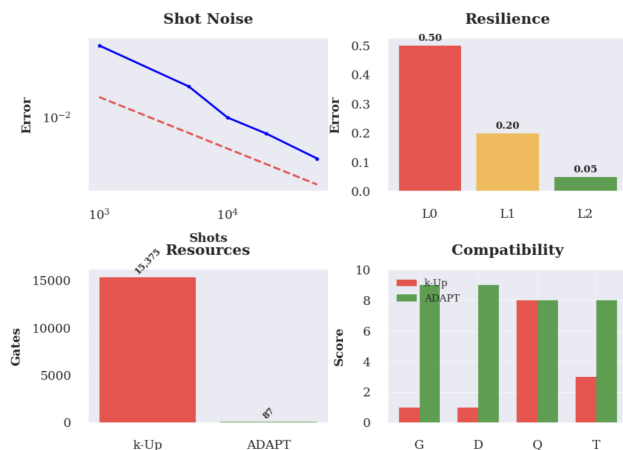 Shot Noise
Error
10⁻²
10³
10⁴
Shots
Resilience
Error
0.5
0.4
0.3
0.2
0.1
0.0
0.50
0.20
0.05
L0
L1
L2
Resources
Gates
15000
10000
5000
0
15,375
87
k-Up
ADAPT
Compatibility
Score
10
8
6
4
2
0
k-Up
ADAPT
G
D
Q
T